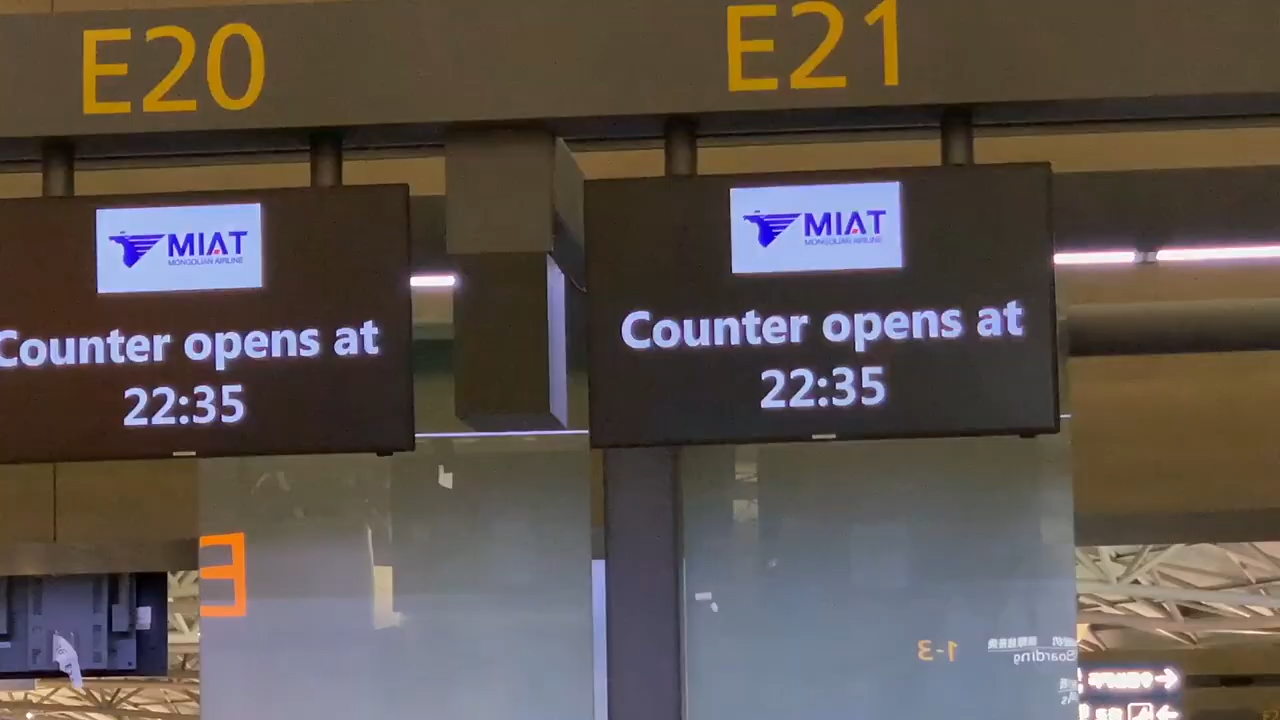 E20
E21
MIAT
MONGOLIAN AIRLINE
Counter opens at
22:35
MIAT
MONGOLIAN AIRLINE
Counter opens at
22:35
E
1-3
Boarding